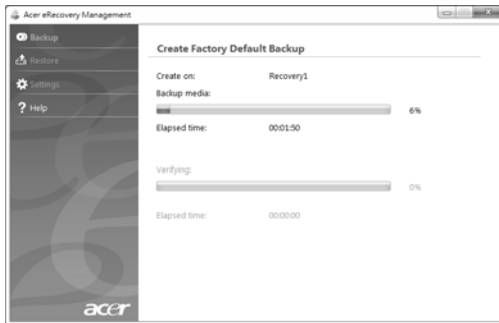 Acer eRecovery Management
Backup
Restore
Settings
? Help
acer
Create Factory Default Backup
Create on: Recovery1
Backup media:
6%
Elapsed time: 00:01:50
Verifying:
0%
Elapsed time: 00:00:00